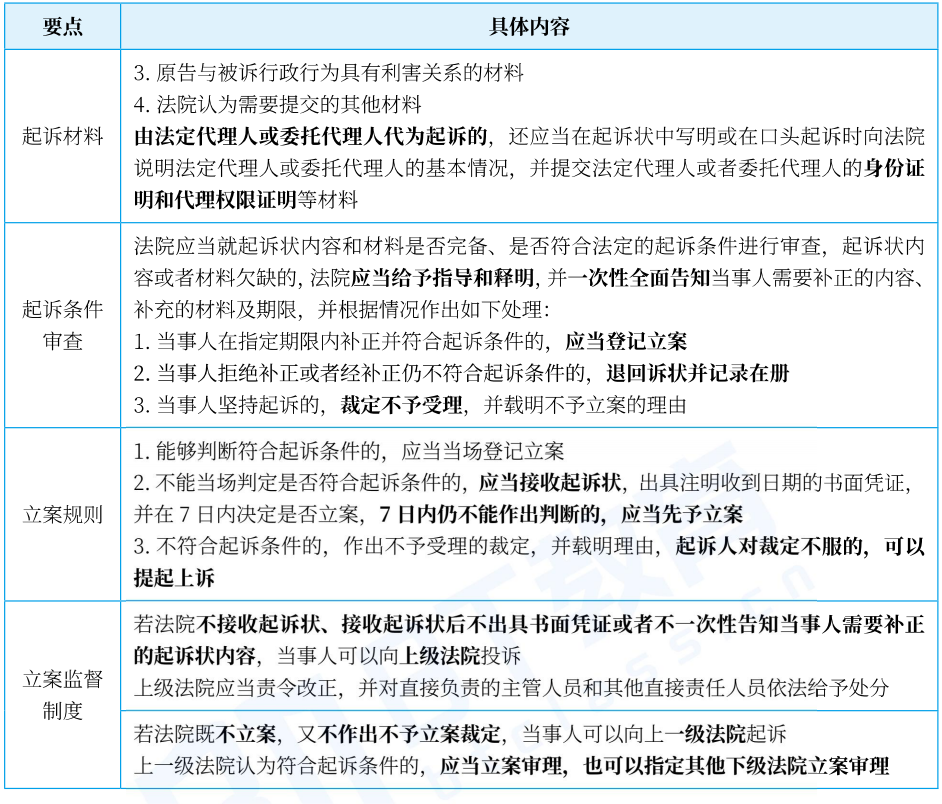 要点
具体内容
起诉材料
3. 原告与被诉行政行为具有利害关系的材料
4. 法院认为需要提交的其他材料
由法定代理人或委托代理人代为起诉的，还应当在起诉状中写明或在口头起诉时向法院
说明法定代理人或委托代理人的基本情况，并提交法定代理人或者委托代理人的身份证
明和代理权限证明等材料
起诉条件
审查
法院应当就起诉状内容和材料是否完备、是否符合法定的起诉条件进行审查，起诉状内
容或者材料欠缺的，法院应当给予指导和释明，并一次性全面告知当事人需要补正的内容、
补充的材料及期限，并根据情况作出如下处理：
1. 当事人在指定期限内补正并符合起诉条件的，应当登记立案
2. 当事人拒绝补正或者经补正仍不符合起诉条件的，退回诉状并记录在册
3. 当事人坚持起诉的，裁定不予受理，并载明不予立案的理由
立案规则
1. 能够判断符合起诉条件的，应当当场登记立案
2. 不能当场判定是否符合起诉条件的，应当接收起诉状，出具注明收到日期的书面凭证，
并在 7 日内决定是否立案，7 日内仍不能作出判断的，应当先予立案
3. 不符合起诉条件的，作出不予受理的裁定，并载明理由，起诉人对裁定不服的，可以
提起上诉
立案监督
制度
若法院不接收起诉状、接收起诉状后不出具书面凭证或者不一次性告知当事人需要补正
的起诉状内容，当事人可以向上级法院投诉
上级法院应当责令改正，并对直接负责的主管人员和其他直接责任人员依法给予处分
若法院既不立案，又不作出不予立案裁定，当事人可以向上一级法院起诉
上一级法院认为符合起诉条件的，应当立案审理，也可以指定其他下级法院立案审理